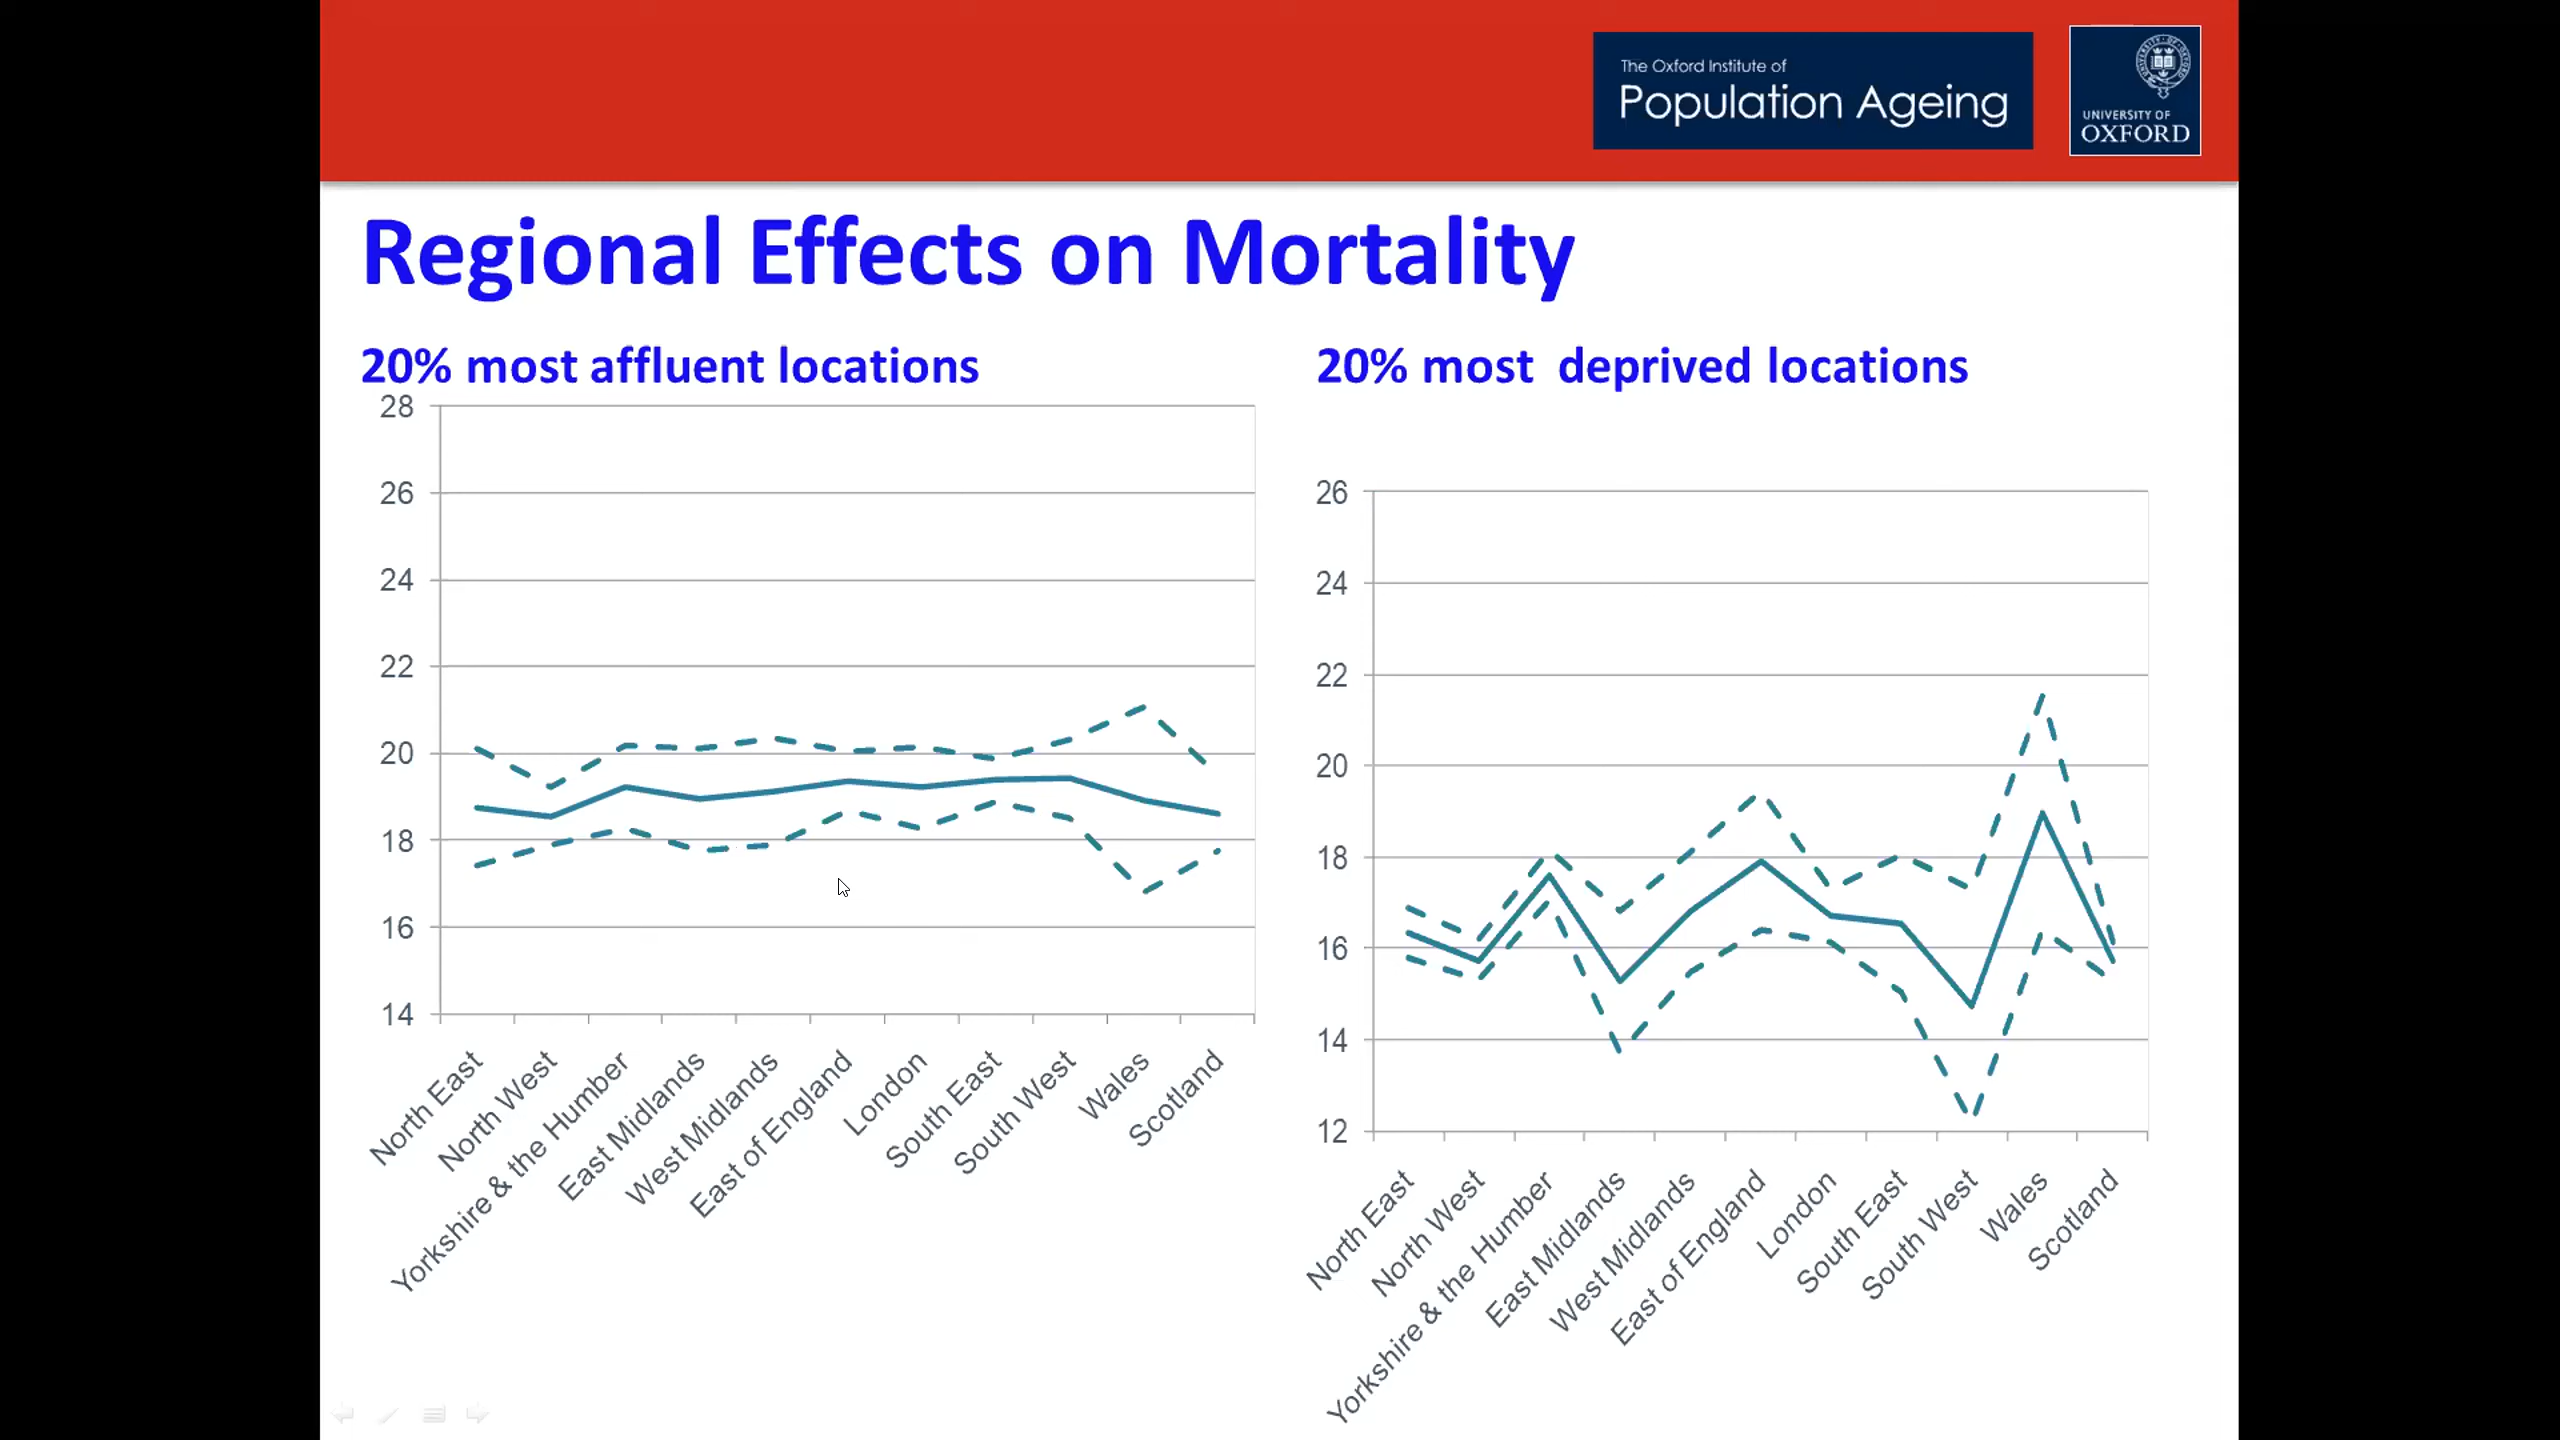 The Oxford Institute of
Population Ageing
UNIVERSITY OF
OXFORD
Regional Effects on Mortality
20% most affluent locations
28
26
24
22
20
18
16
14
North East
North West
Yorkshire & the Humber
East Midlands
West Midlands
East of England
London
South East
South West
Wales
Scotland
20% most deprived locations
26
24
22
20
18
16
14
12
North East
North West
Yorkshire & the Humber
East Midlands
West Midlands
East of England
London
South East
South West
Wales
Scotland